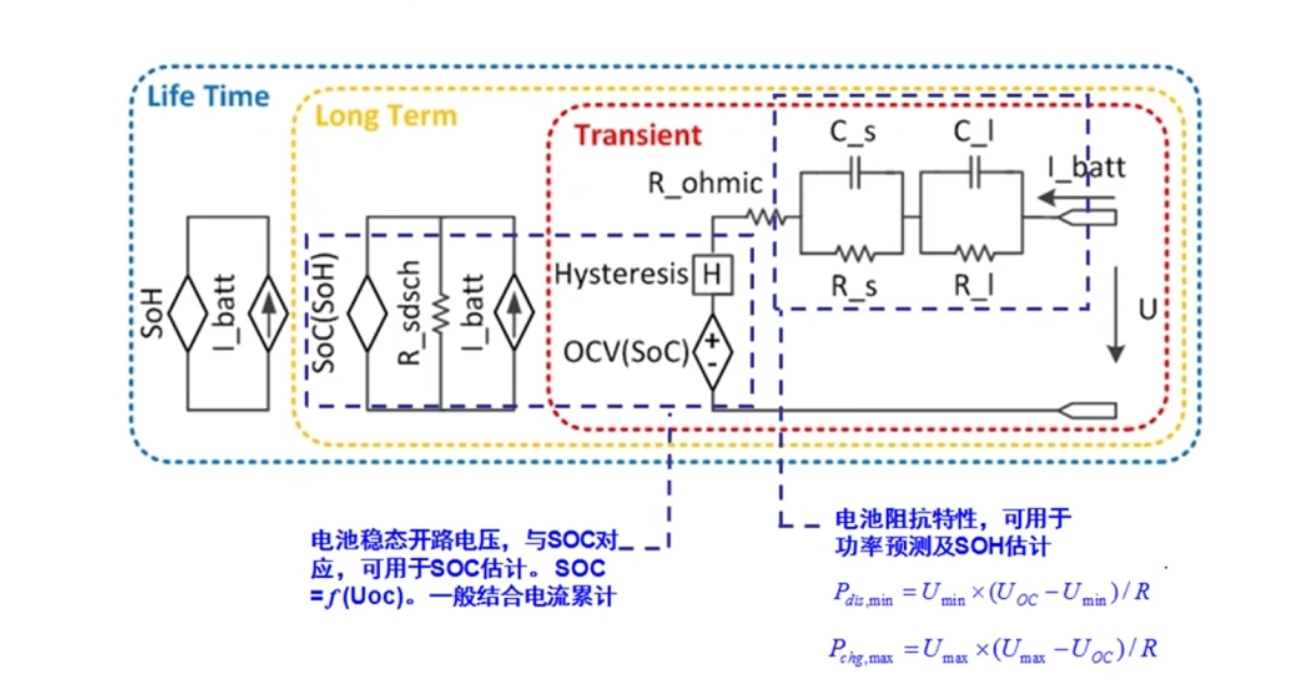 Life Time
Long Term
Transient
C_s
C_l
R_ohmic
I_batt
SoH
I_batt
SoC(SoH)
R_sdsch
I_batt
Hysteresis
H
R_s
R_l
U
OCV(SoC)
+
-
电池稳态开路电压，与SOC对
应，可用于SOC估计。SOC
=f(Uoc)。一般结合电流累计
电池阻抗特性，可用于
功率预测及SOH估计
P_{dis,min} = U_{min} × (U_{OC} − U_{min}) / R
P_{chg,max} = U_{max} × (U_{max} − U_{OC}) / R